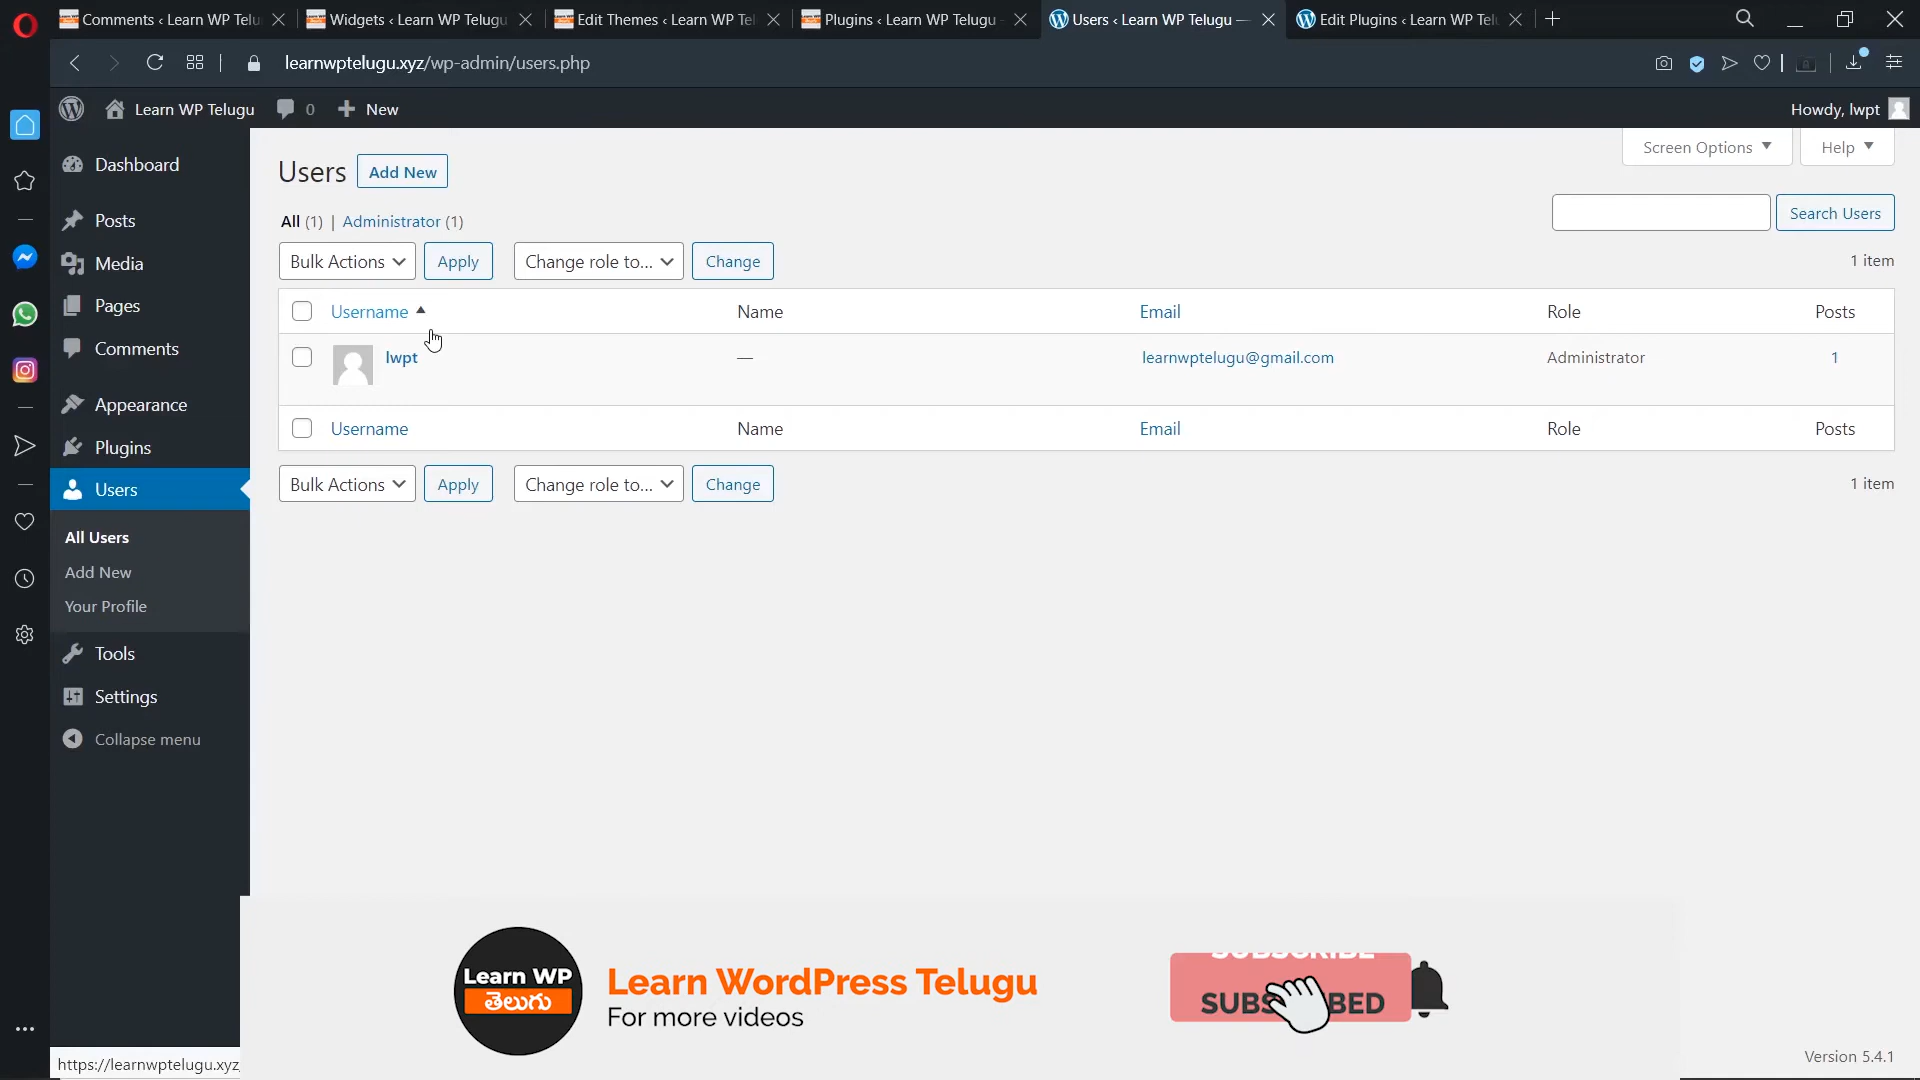 Comments ‹ Learn WP Telu
Widgets ‹ Learn WP Telugu
Edit Themes ‹ Learn WP Tel
Plugins ‹ Learn WP Telugu
Users ‹ Learn WP Telugu —
Edit Plugins ‹ Learn WP Telu
learnwptelugu.xyz/wp-admin/users.php
Learn WP Telugu
0
New
Howdy, lwpt
Dashboard
Posts
Media
Pages
Comments
Appearance
Plugins
Users
All Users
Add New
Your Profile
Tools
Settings
Collapse menu
Screen Options
Help
Users
Add New
All (1) | Administrator (1)
Search Users
Bulk Actions
Apply
Change role to...
Change
1 item
Username
Name
Email
Role
Posts
lwpt
—
learnwptelugu@gmail.com
Administrator
1
Username
Name
Email
Role
Posts
Bulk Actions
Apply
Change role to...
Change
1 item
Learn WP
తెలుగు
Learn WordPress Telugu
For more videos
SUBSCRIBE
SUBSCRIBED
https://learnwptelugu.xyz
Version 5.4.1